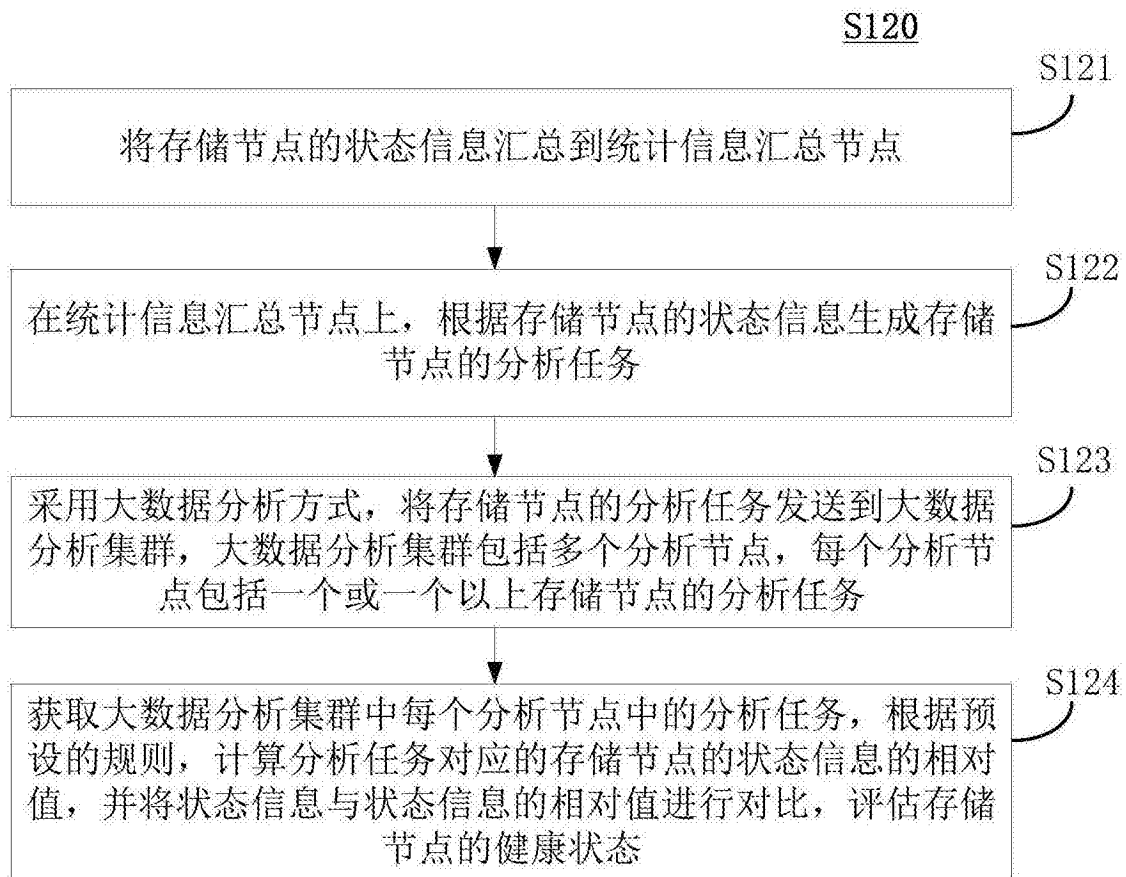 S120
S121
将存储节点的状态信息汇总到统计信息汇总节点
S122
在统计信息汇总节点上，根据存储节点的状态信息生成存储
节点的分析任务
S123
采用大数据分析方式，将存储节点的分析任务发送到大数据
分析集群，大数据分析集群包括多个分析节点，每个分析节
点包括一个或一个以上存储节点的分析任务
S124
获取大数据分析集群中每个分析节点中的分析任务，根据预
设的规则，计算分析任务对应的存储节点的状态信息的相对
值，并将状态信息与状态信息的相对值进行对比，评估存储
节点的健康状态